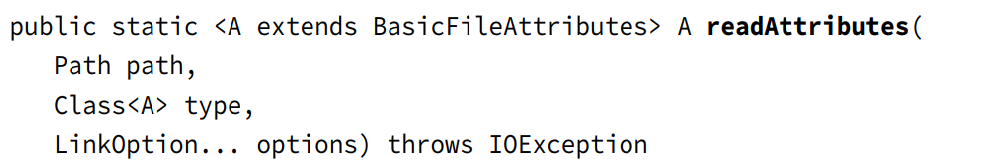 public static <A extends BasicFileAttributes> A readAttributes(
Path path,
Class<A> type,
LinkOption... options) throws IOException